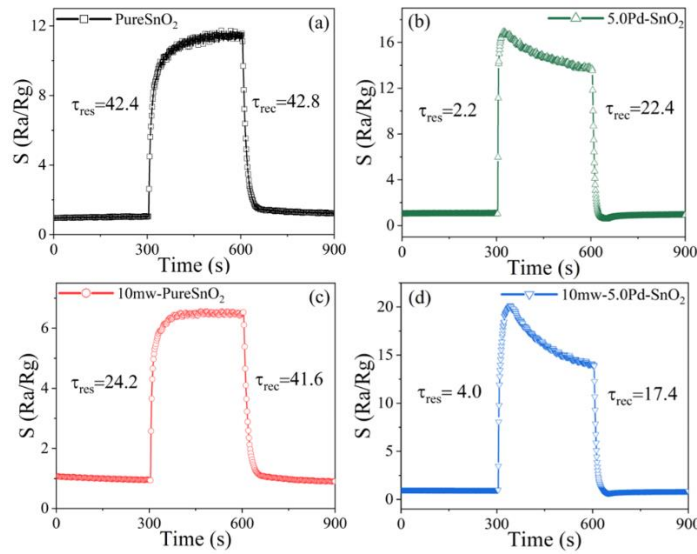 PureSnO₂
(a)
12
8
4
0
S (Ra/Rg)
τres=42.4
τrec=42.8
0
300
600
900
Time (s)
5.0Pd-SnO₂
(b)
16
12
8
4
0
S (Ra/Rg)
τres=2.2
τrec=22.4
0
300
600
900
Time (s)
10mw-PureSnO₂
(c)
6
4
2
0
S (Ra/Rg)
τres=24.2
τrec=41.6
0
300
600
900
Time (s)
10mw-5.0Pd-SnO₂
(d)
20
15
10
5
0
S (Ra/Rg)
τres= 4.0
τrec=17.4
0
300
600
900
Time (s)